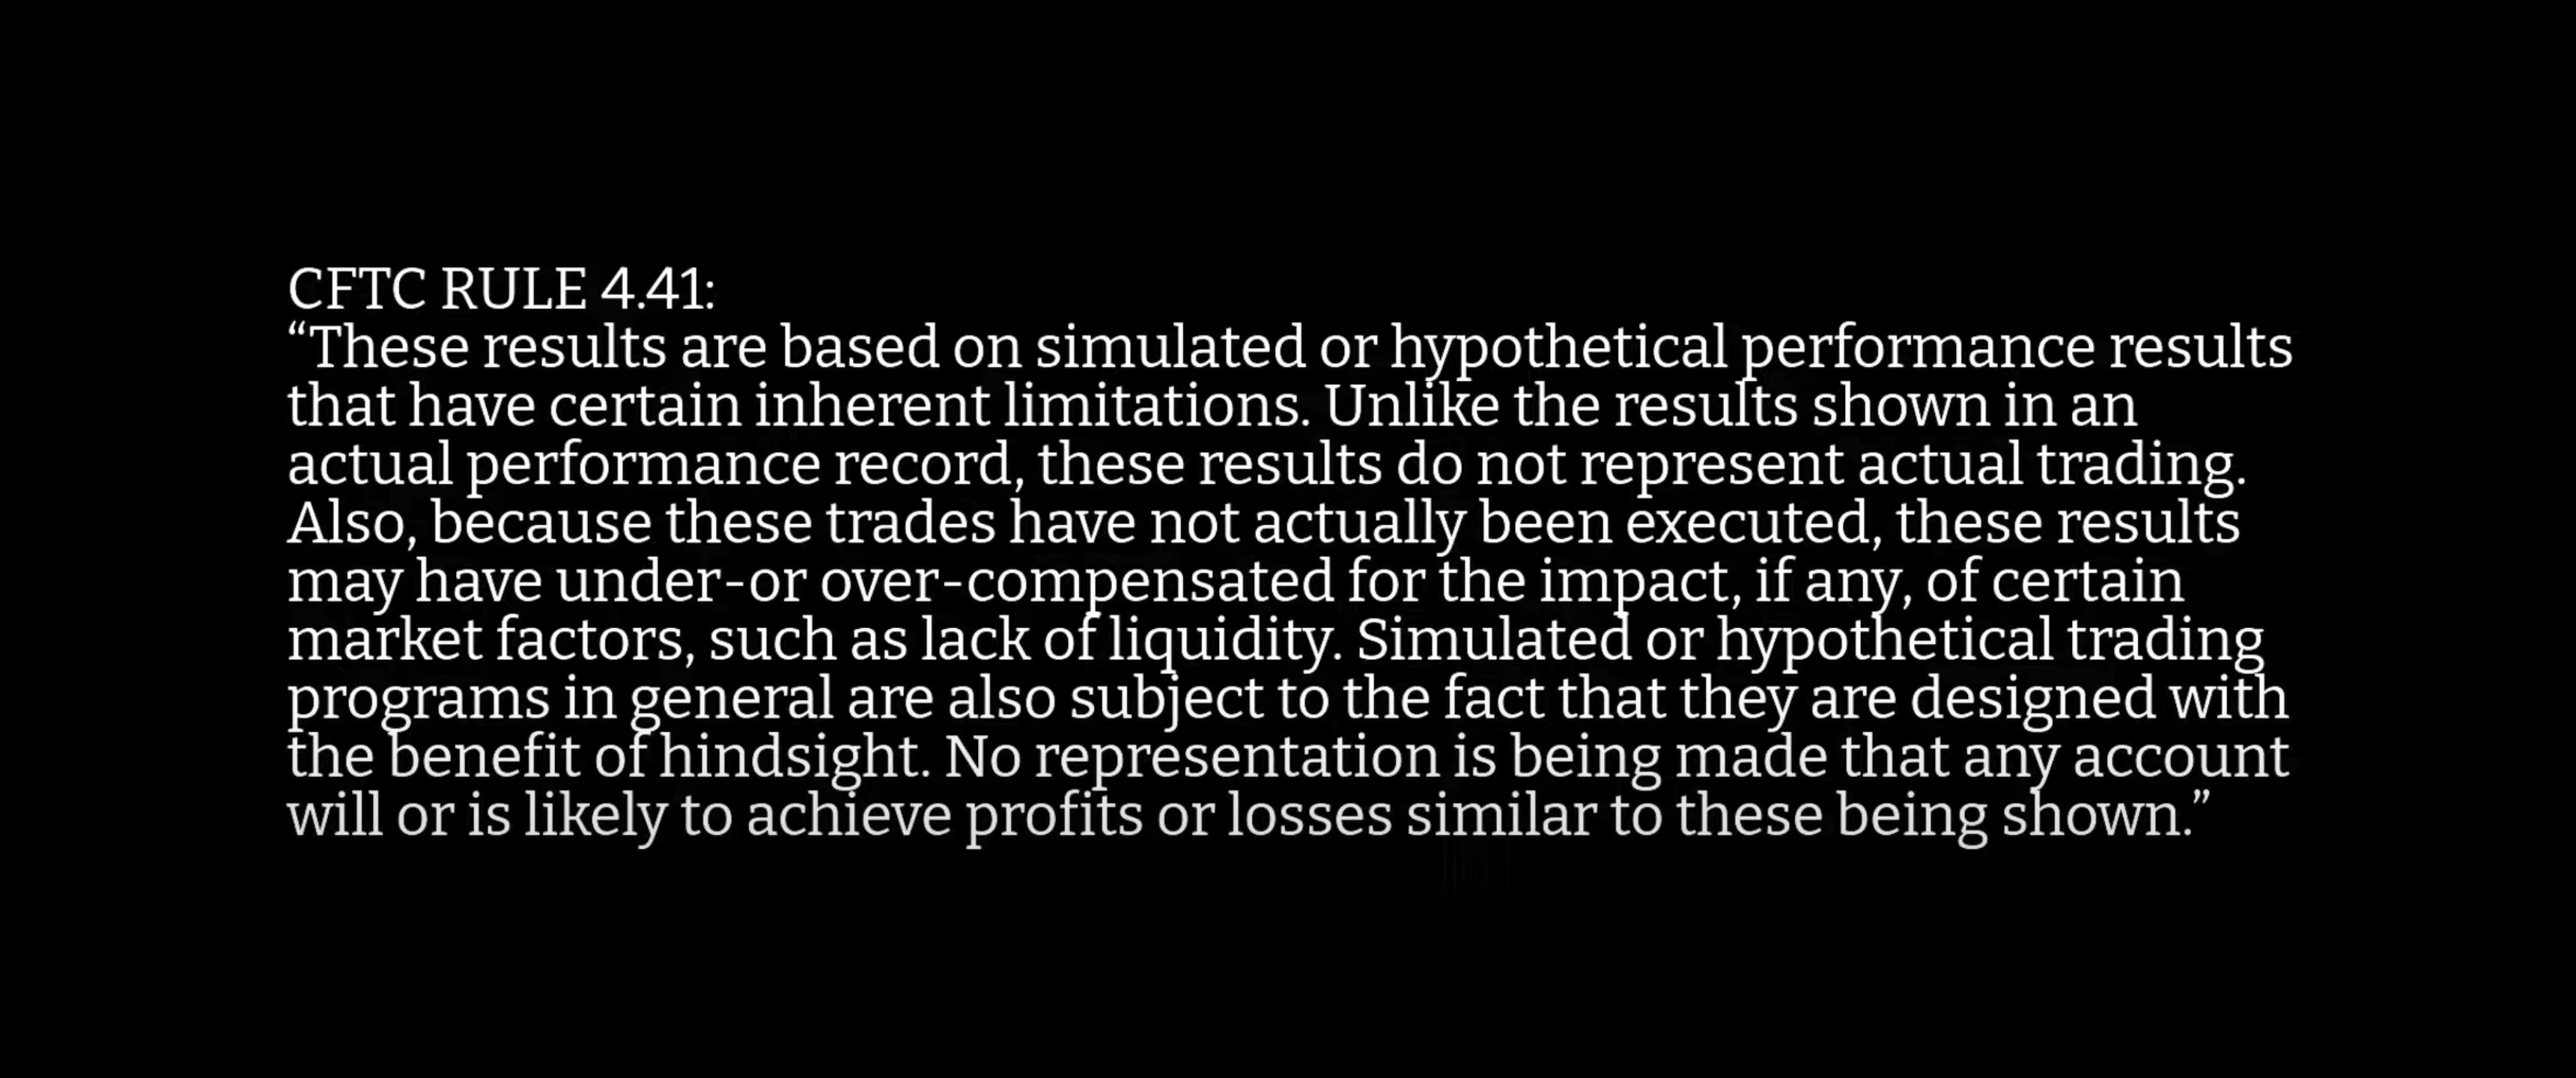 CFTC RULE 4.41:
“These results are based on simulated or hypothetical performance results
that have certain inherent limitations. Unlike the results shown in an
actual performance record, these results do not represent actual trading.
Also, because these trades have not actually been executed, these results
may have under-or over-compensated for the impact, if any, of certain
market factors, such as lack of liquidity. Simulated or hypothetical trading
programs in general are also subject to the fact that they are designed with
the benefit of hindsight. No representation is being made that any account
will or is likely to achieve profits or losses similar to these being shown.”